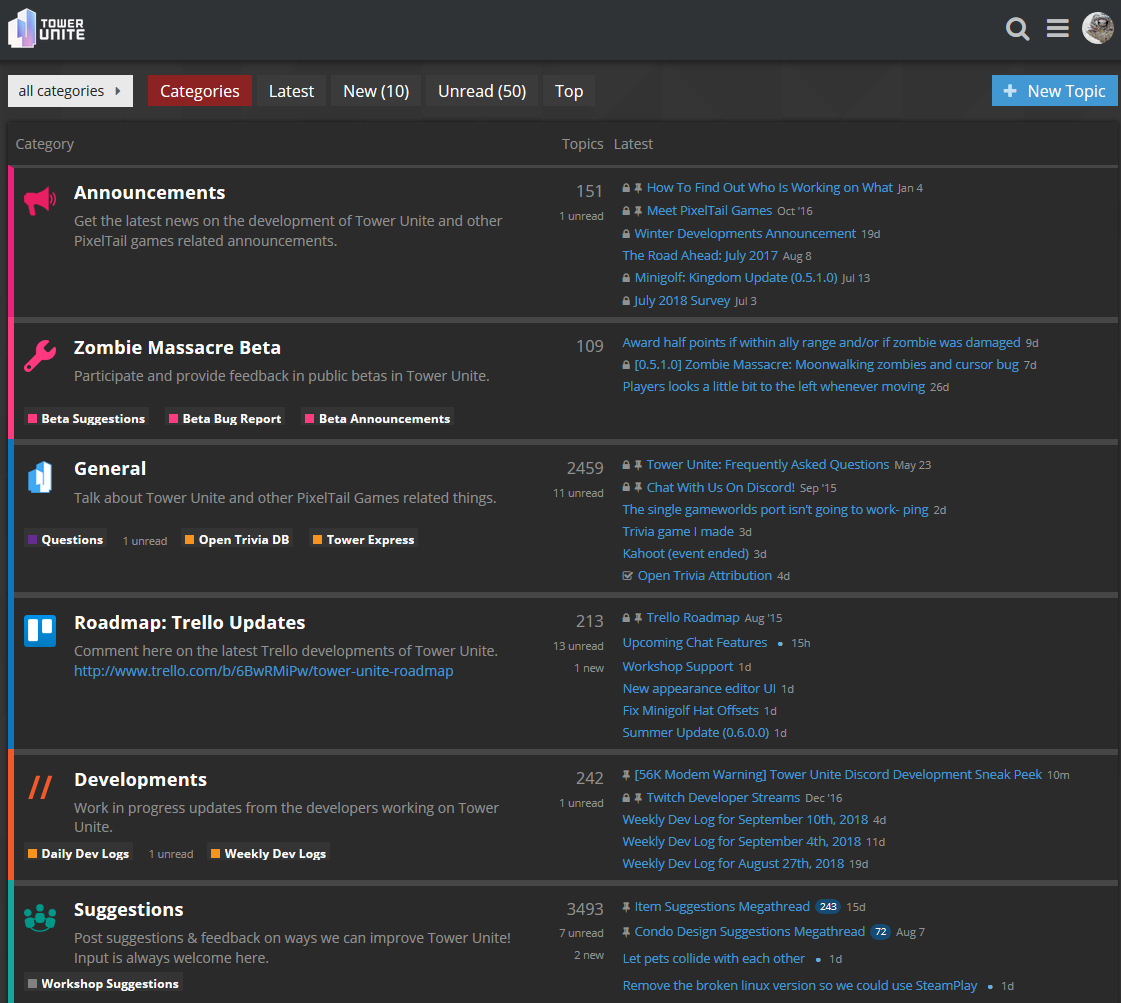 TOWER
UNITE
all categories
Categories
Latest
New (10)
Unread (50)
Top
New Topic
Category
Topics
Latest
Announcements
Get the latest news on the development of Tower Unite and other
PixelTail games related announcements.
151
1 unread
How To Find Out Who Is Working on What Jan 4
Meet PixelTail Games Oct '16
Winter Developments Announcement 19d
The Road Ahead: July 2017 Aug 8
Minigolf: Kingdom Update (0.5.1.0) Jul 13
July 2018 Survey Jul 3
Zombie Massacre Beta
Participate and provide feedback in public betas in Tower Unite.
Beta Suggestions
Beta Bug Report
Beta Announcements
109
Award half points if within ally range and/or if zombie was damaged 9d
[0.5.1.0] Zombie Massacre: Moonwalking zombies and cursor bug 7d
Players looks a little bit to the left whenever moving 26d
General
Talk about Tower Unite and other PixelTail Games related things.
Questions 1 unread
Open Trivia DB
Tower Express
2459
11 unread
Tower Unite: Frequently Asked Questions May 23
Chat With Us On Discord! Sep '15
The single gameworlds port isn't going to work- ping 2d
Trivia game I made 3d
Kahoot (event ended) 3d
Open Trivia Attribution 4d
Roadmap: Trello Updates
Comment here on the latest Trello developments of Tower Unite.
http://www.trello.com/b/6BwRMiPw/tower-unite-roadmap
213
13 unread
1 new
Trello Roadmap Aug '15
Upcoming Chat Features • 15h
Workshop Support 1d
New appearance editor UI 1d
Fix Minigolf Hat Offsets 1d
Summer Update (0.6.0.0) 1d
Developments
Work in progress updates from the developers working on Tower
Unite.
Daily Dev Logs 1 unread
Weekly Dev Logs
242
1 unread
[56K Modem Warning] Tower Unite Discord Development Sneak Peek 10m
Twitch Developer Streams Dec '16
Weekly Dev Log for September 10th, 2018 4d
Weekly Dev Log for September 4th, 2018 11d
Weekly Dev Log for August 27th, 2018 19d
Suggestions
Post suggestions & feedback on ways we can improve Tower Unite!
Input is always welcome here.
Workshop Suggestions
3493
7 unread
2 new
Item Suggestions Megathread 243 15d
Condo Design Suggestions Megathread 72 Aug 7
Let pets collide with each other • 1d
Remove the broken linux version so we could use SteamPlay • 1d